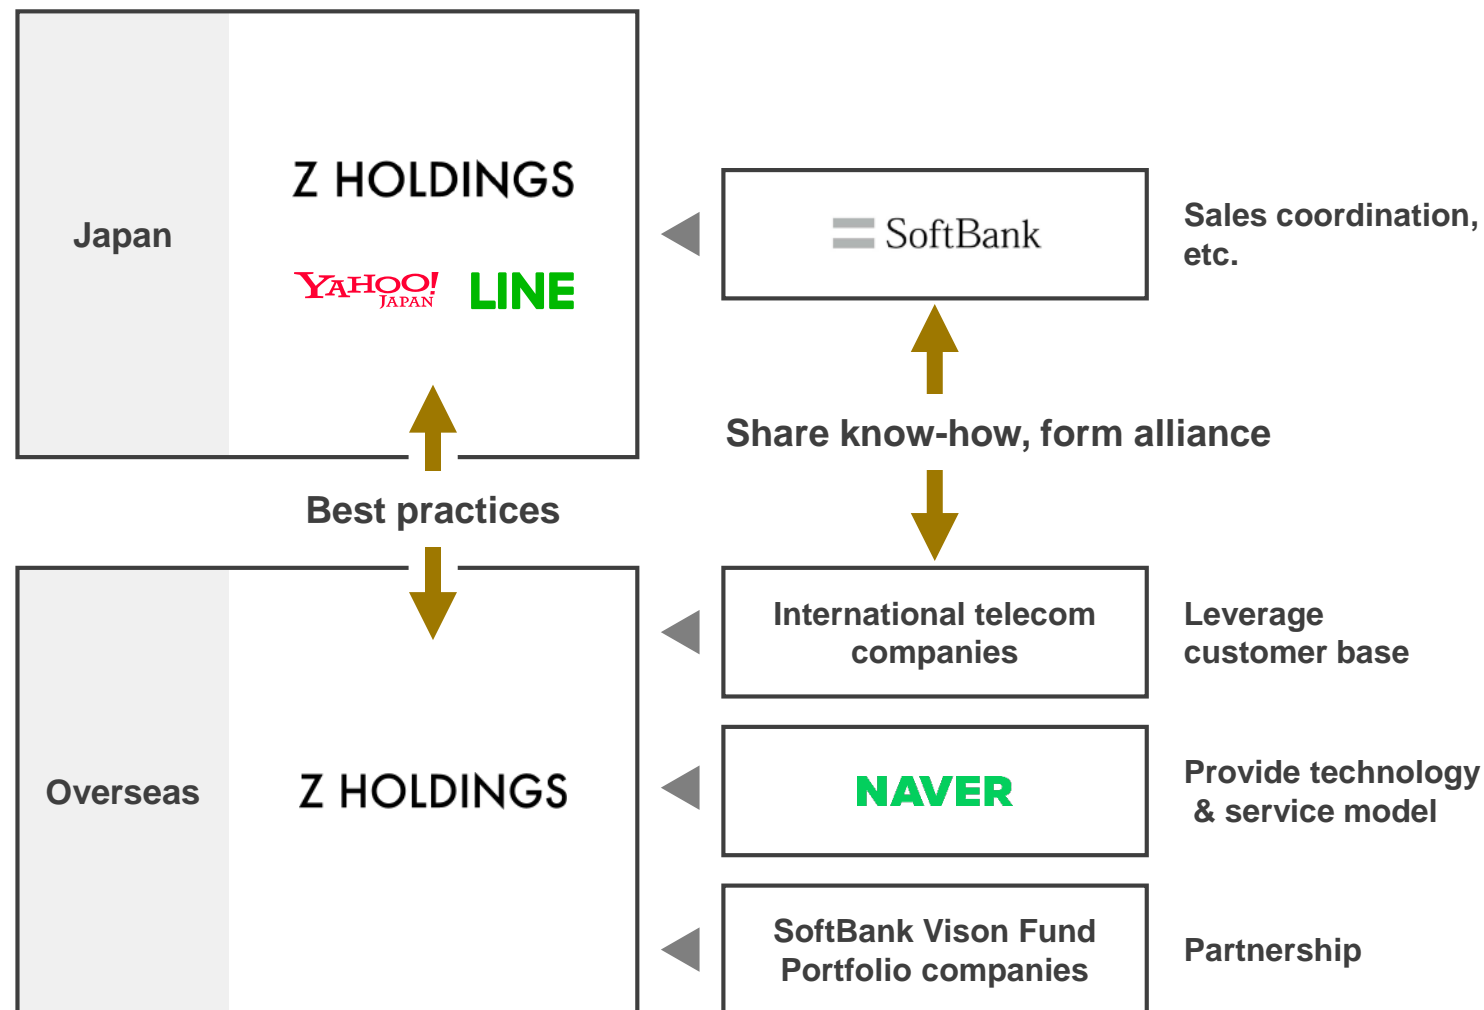 Japan
Z HOLDINGS
YAHOO!
JAPAN
LINE
SoftBank
Sales coordination,
etc.
Share know-how, form alliance
Best practices
Overseas
Z HOLDINGS
International telecom
companies
Leverage
customer base
NAVER
Provide technology
& service model
SoftBank Vison Fund
Portfolio companies
Partnership